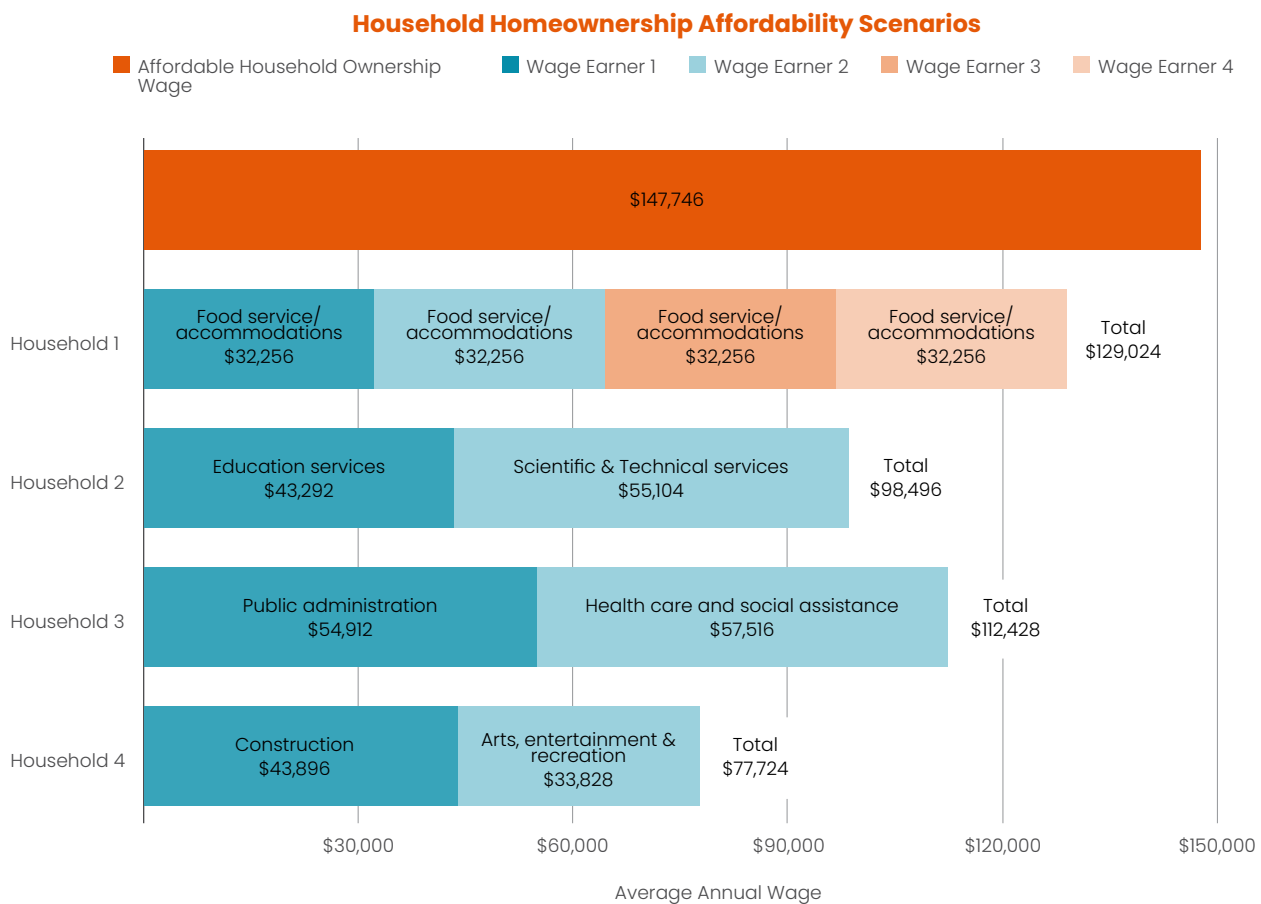 Household Homeownership Affordability Scenarios
Affordable Household Ownership
Wage
Wage Earner 1
Wage Earner 2
Wage Earner 3
Wage Earner 4
$147,746
Household 1
Food service/
accommodations
$32,256
Food service/
accommodations
$32,256
Food service/
accommodations
$32,256
Food service/
accommodations
$32,256
Total
$129,024
Household 2
Education services
$43,292
Scientific & Technical services
$55,104
Total
$98,496
Household 3
Public administration
$54,912
Health care and social assistance
$57,516
Total
$112,428
Household 4
Construction
$43,896
Arts, entertainment &
recreation
$33,828
Total
$77,724
$30,000
$60,000
$90,000
$120,000
$150,000
Average Annual Wage